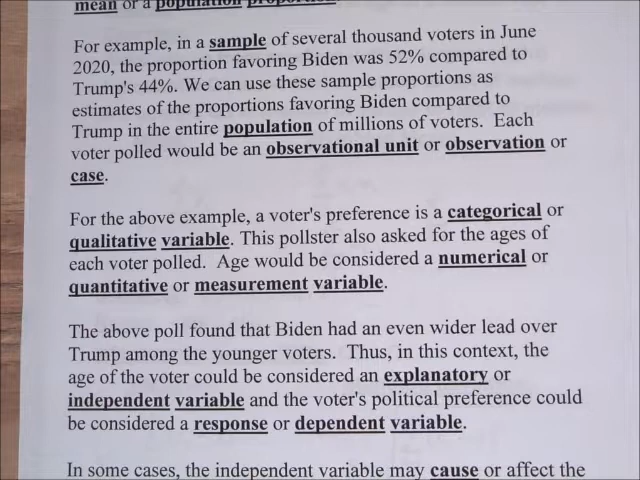 mean or a population proportion.
For example, in a sample of several thousand voters in June
2020, the proportion favoring Biden was 52% compared to
Trump's 44%. We can use these sample proportions as
estimates of the proportions favoring Biden compared to
Trump in the entire population of millions of voters. Each
voter polled would be an observational unit or observation or
case.
For the above example, a voter's preference is a categorical or
qualitative variable. This pollster also asked for the ages of
each voter polled. Age would be considered a numerical or
quantitative or measurement variable.
The above poll found that Biden had an even wider lead over
Trump among the younger voters. Thus, in this context, the
age of the voter could be considered an explanatory or
independent variable and the voter's political preference could
be considered a response or dependent variable.
In some cases, the independent variable may cause or affect the